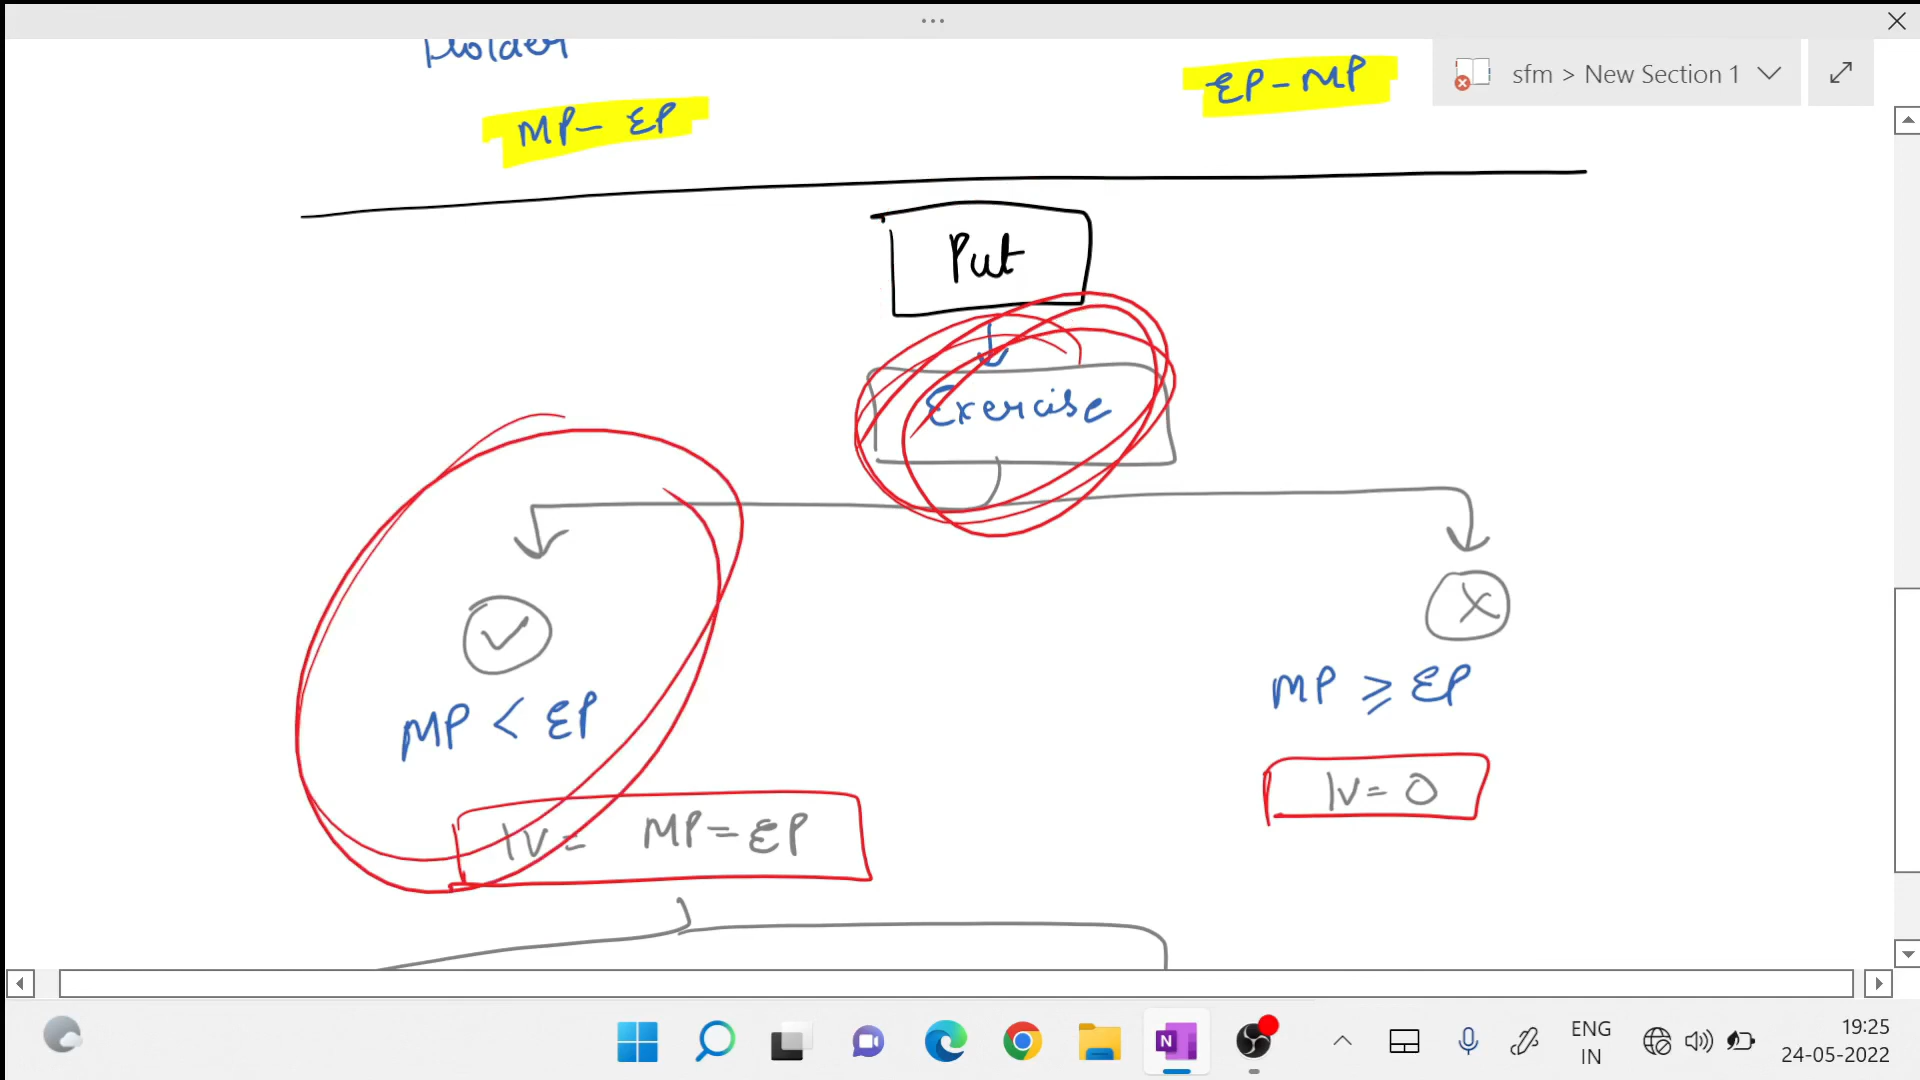 ...
sfm > New Section 1
Holder
EP - MP
MP - EP
Put
Exercise
MP < EP
MP ≥ EP
IV = 0
IV = MP = EP
ENG
IN
19:25
24-05-2022